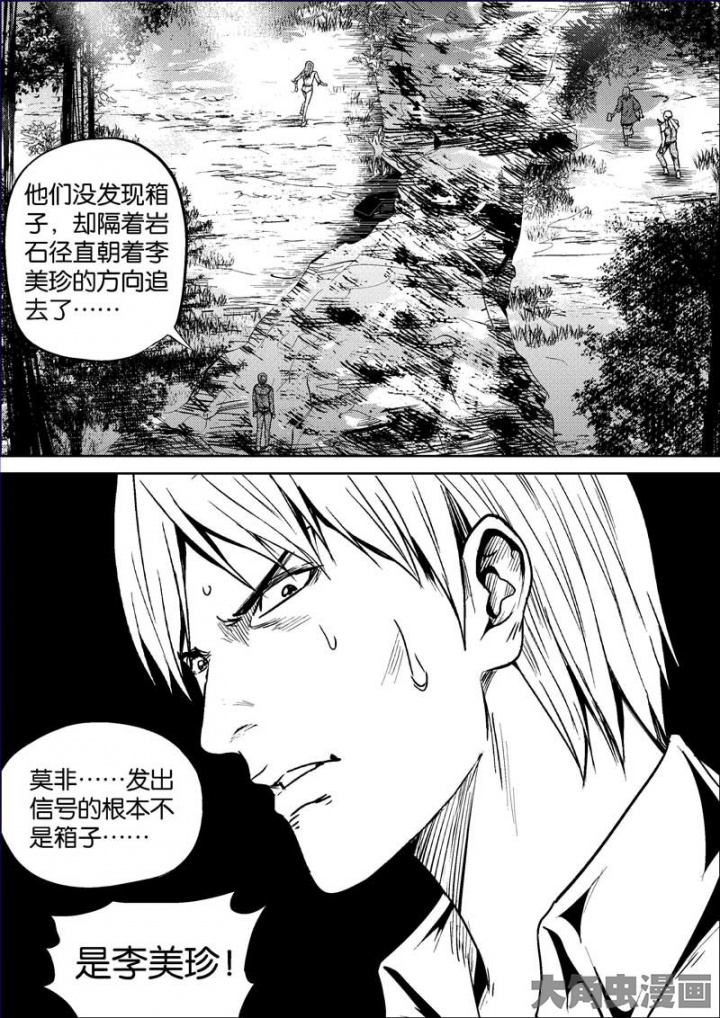 他们没发现箱
子，却隔着岩
石径直朝着李
美珍的方向追
去了……
莫非……发出
信号的根本不
是箱子……
是李美珍！
大角虫漫画